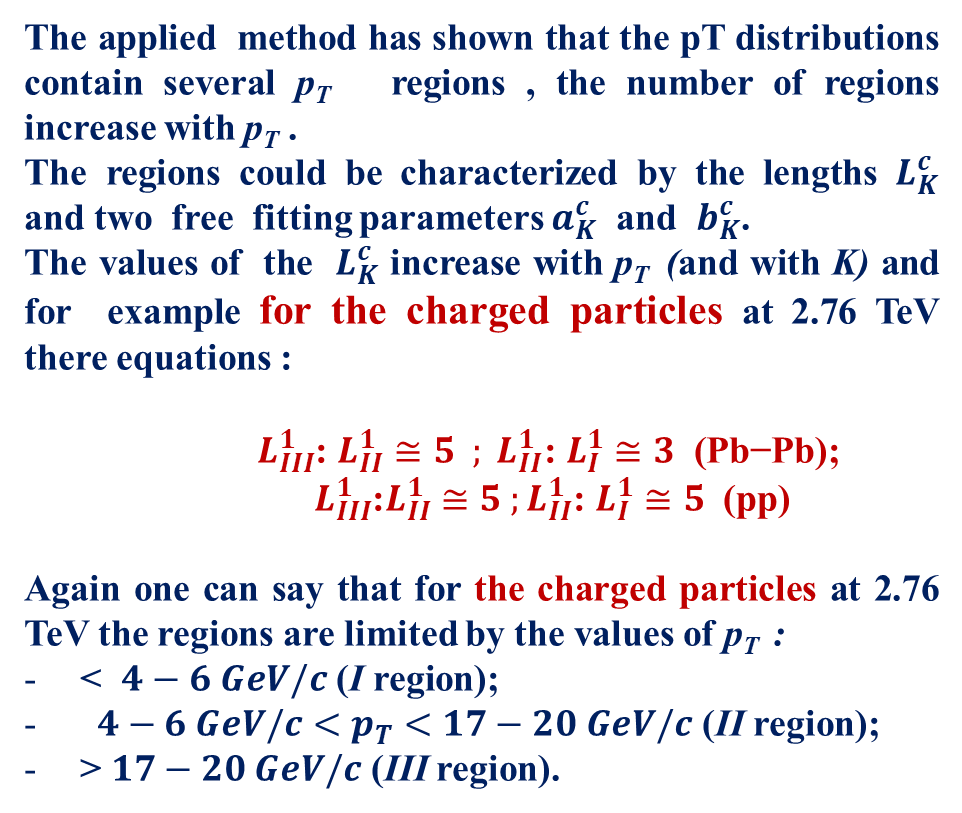 The applied method has shown that the pT distributions
contain several p_T regions , the number of regions
increase with p_T .
The regions could be characterized by the lengths L_K^c
and two free fitting parameters a_K^c and b_K^c.
The values of the L_K^c increase with p_T (and with K) and
for example for the charged particles at 2.76 TeV
there equations :
L_{III}^1: L_{II}^1 ≅ 5 ; L_{II}^1: L_I^1 ≅ 3 (Pb−Pb);
L_{III}^1:L_{II}^1 ≅ 5 ; L_{II}^1: L_I^1 ≅ 5 (pp)
Again one can say that for the charged particles at 2.76
TeV the regions are limited by the values of p_T :
- < 4 − 6 GeV/c (I region);
- 4 − 6 GeV/c < p_T < 17 − 20 GeV/c (II region);
- > 17 − 20 GeV/c (III region).